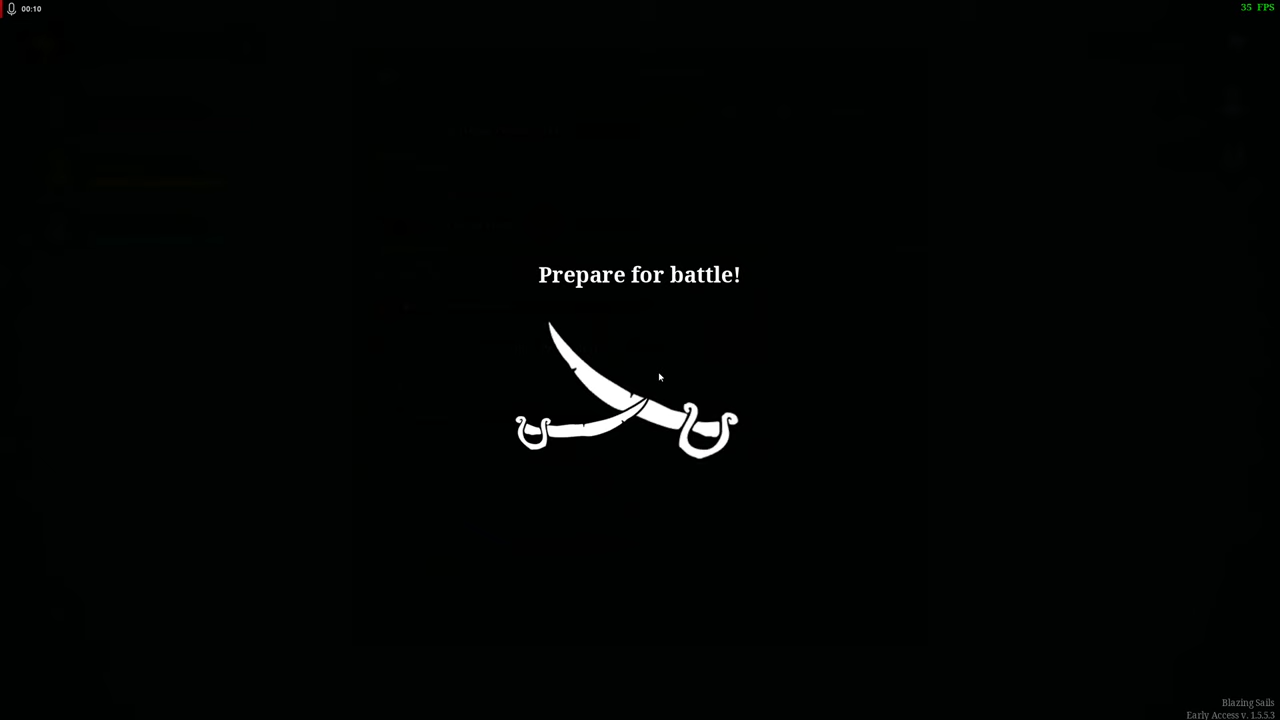 00:10
35 FPS
Prepare for battle!
Blazing Sails
Early Access v. 1.5.5.3